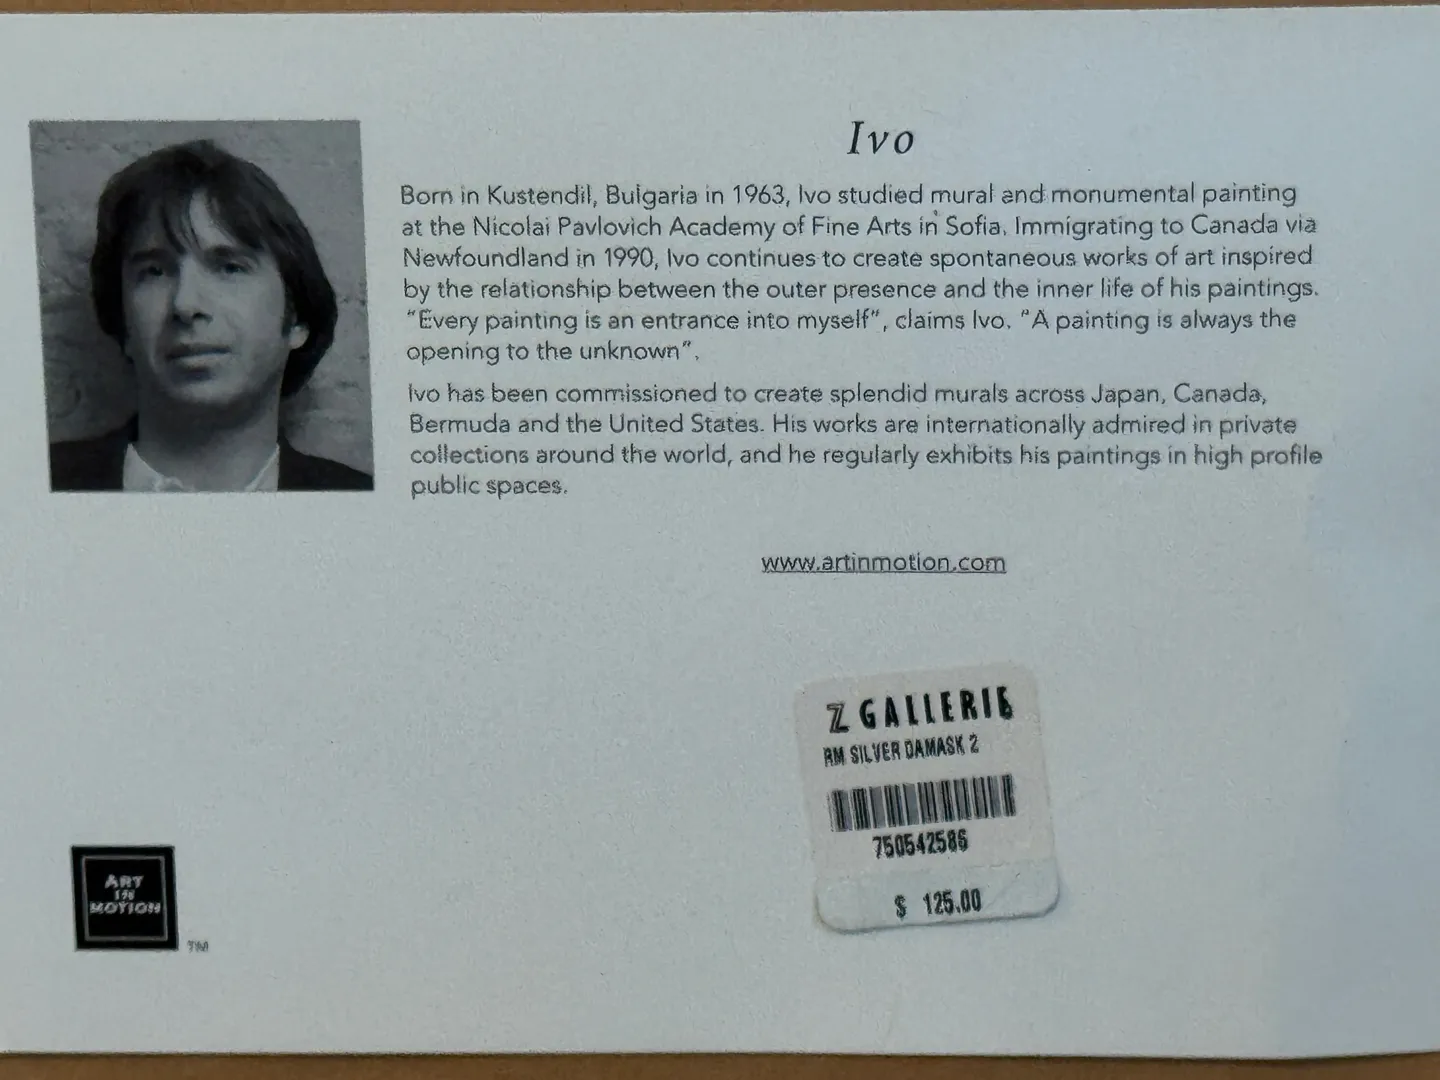 Ivo
Born in Kustendil, Bulgaria in 1963, Ivo studied mural and monumental painting
at the Nicolai Pavlovich Academy of Fine Arts in Sofia. Immigrating to Canada via
Newfoundland in 1990, Ivo continues to create spontaneous works of art inspired
by the relationship between the outer presence and the inner life of his paintings.
"Every painting is an entrance into myself", claims Ivo. "A painting is always the
opening to the unknown".
Ivo has been commissioned to create splendid murals across Japan, Canada,
Bermuda and the United States. His works are internationally admired in private
collections around the world, and he regularly exhibits his paintings in high profile
public spaces.
www.artinmotion.com
Z GALLERIE
RM SILVER DAMASK 2
750542586
$ 125.00
ART
IN
MOTION
TM